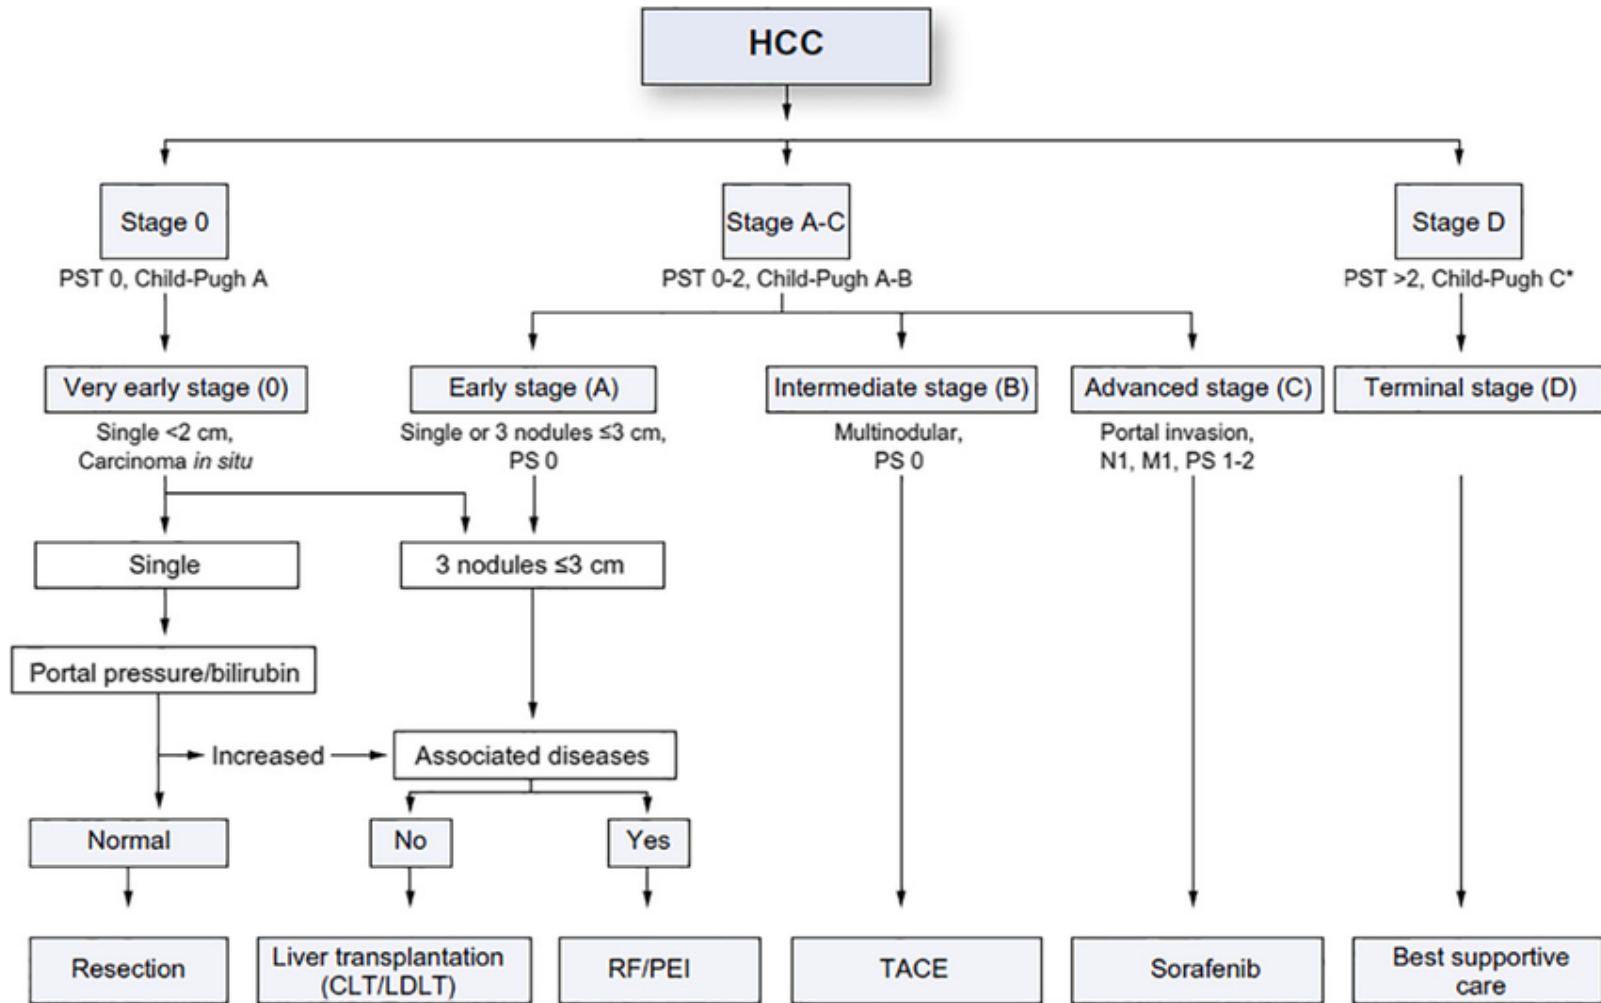 HCC
Stage 0
Stage A-C
Stage D
PST 0, Child-Pugh A
PST 0-2, Child-Pugh A-B
PST >2, Child-Pugh C*
Very early stage (0)
Early stage (A)
Intermediate stage (B)
Advanced stage (C)
Terminal stage (D)
Single <2 cm,
Carcinoma in situ
Single or 3 nodules ≤3 cm,
PS 0
Multinodular,
PS 0
Portal invasion,
N1, M1, PS 1-2
Single
3 nodules ≤3 cm
Portal pressure/bilirubin
Increased
Associated diseases
Normal
No
Yes
Resection
Liver transplantation
(CLT/LDLT)
RF/PEI
TACE
Sorafenib
Best supportive
care